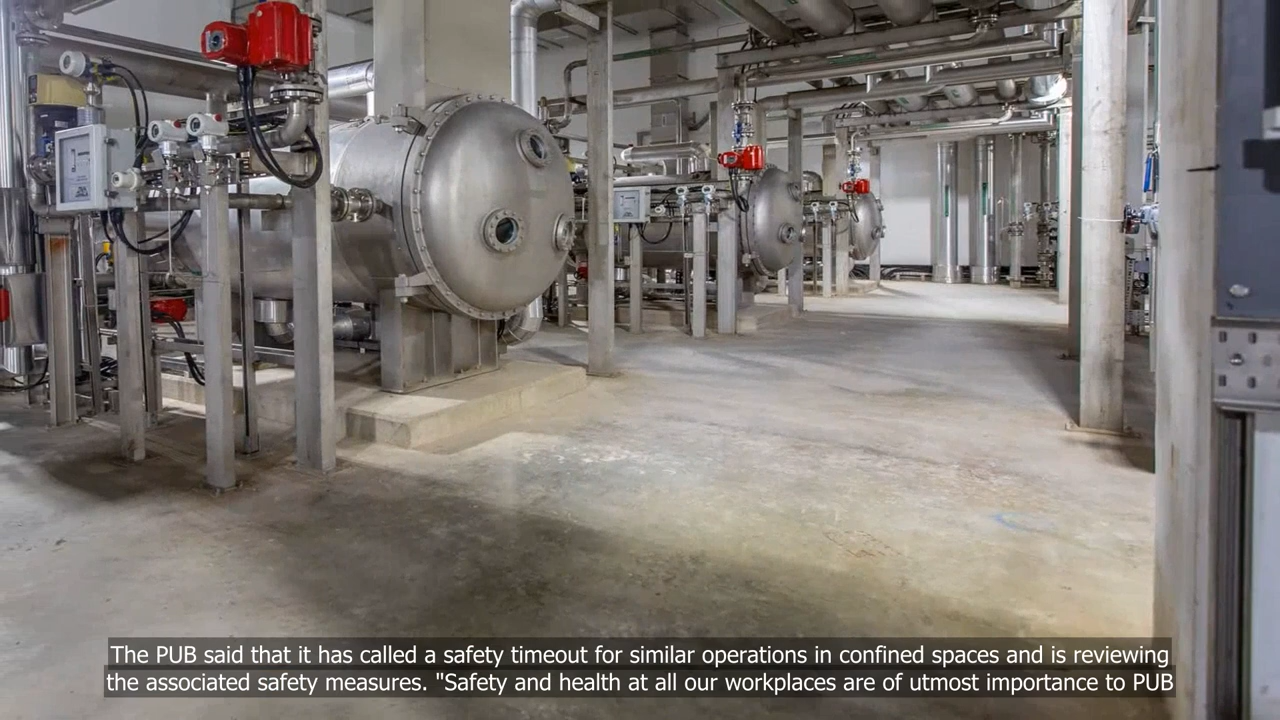 The PUB said that it has called a safety timeout for similar operations in confined spaces and is reviewing
the associated safety measures. "Safety and health at all our workplaces are of utmost importance to PUB